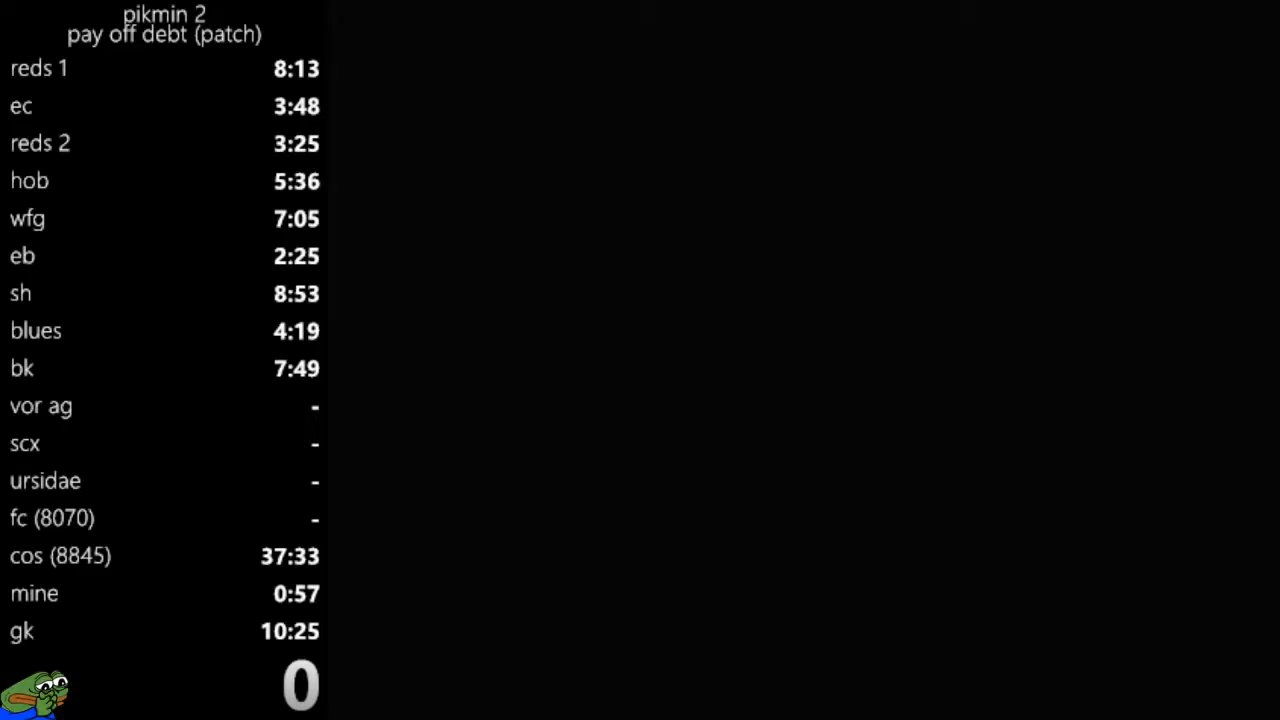 pikmin 2
pay off debt (patch)
reds 1 8:13
ec 3:48
reds 2 3:25
hob 5:36
wfg 7:05
eb 2:25
sh 8:53
blues 4:19
bk 7:49
vor ag -
scx -
ursidae -
fc (8070) -
cos (8845) 37:33
mine 0:57
gk 10:25
0